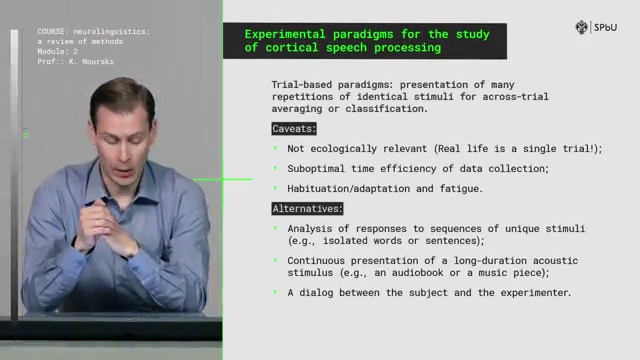 COURSE: neurolinguistics:
a review of methods
Module: 2
Prof.: K. Nourski
Experimental paradigms for the study
of cortical speech processing
SPbU
Trial-based paradigms: presentation of many
repetitions of identical stimuli for across-trial
averaging or classification.
Caveats:
Not ecologically relevant (Real life is a single trial!);
Suboptimal time efficiency of data collection;
Habituation/adaptation and fatigue.
Alternatives:
Analysis of responses to sequences of unique stimuli
(e.g., isolated words or sentences);
Continuous presentation of a long-duration acoustic
stimulus (e.g., an audiobook or a music piece);
A dialog between the subject and the experimenter.